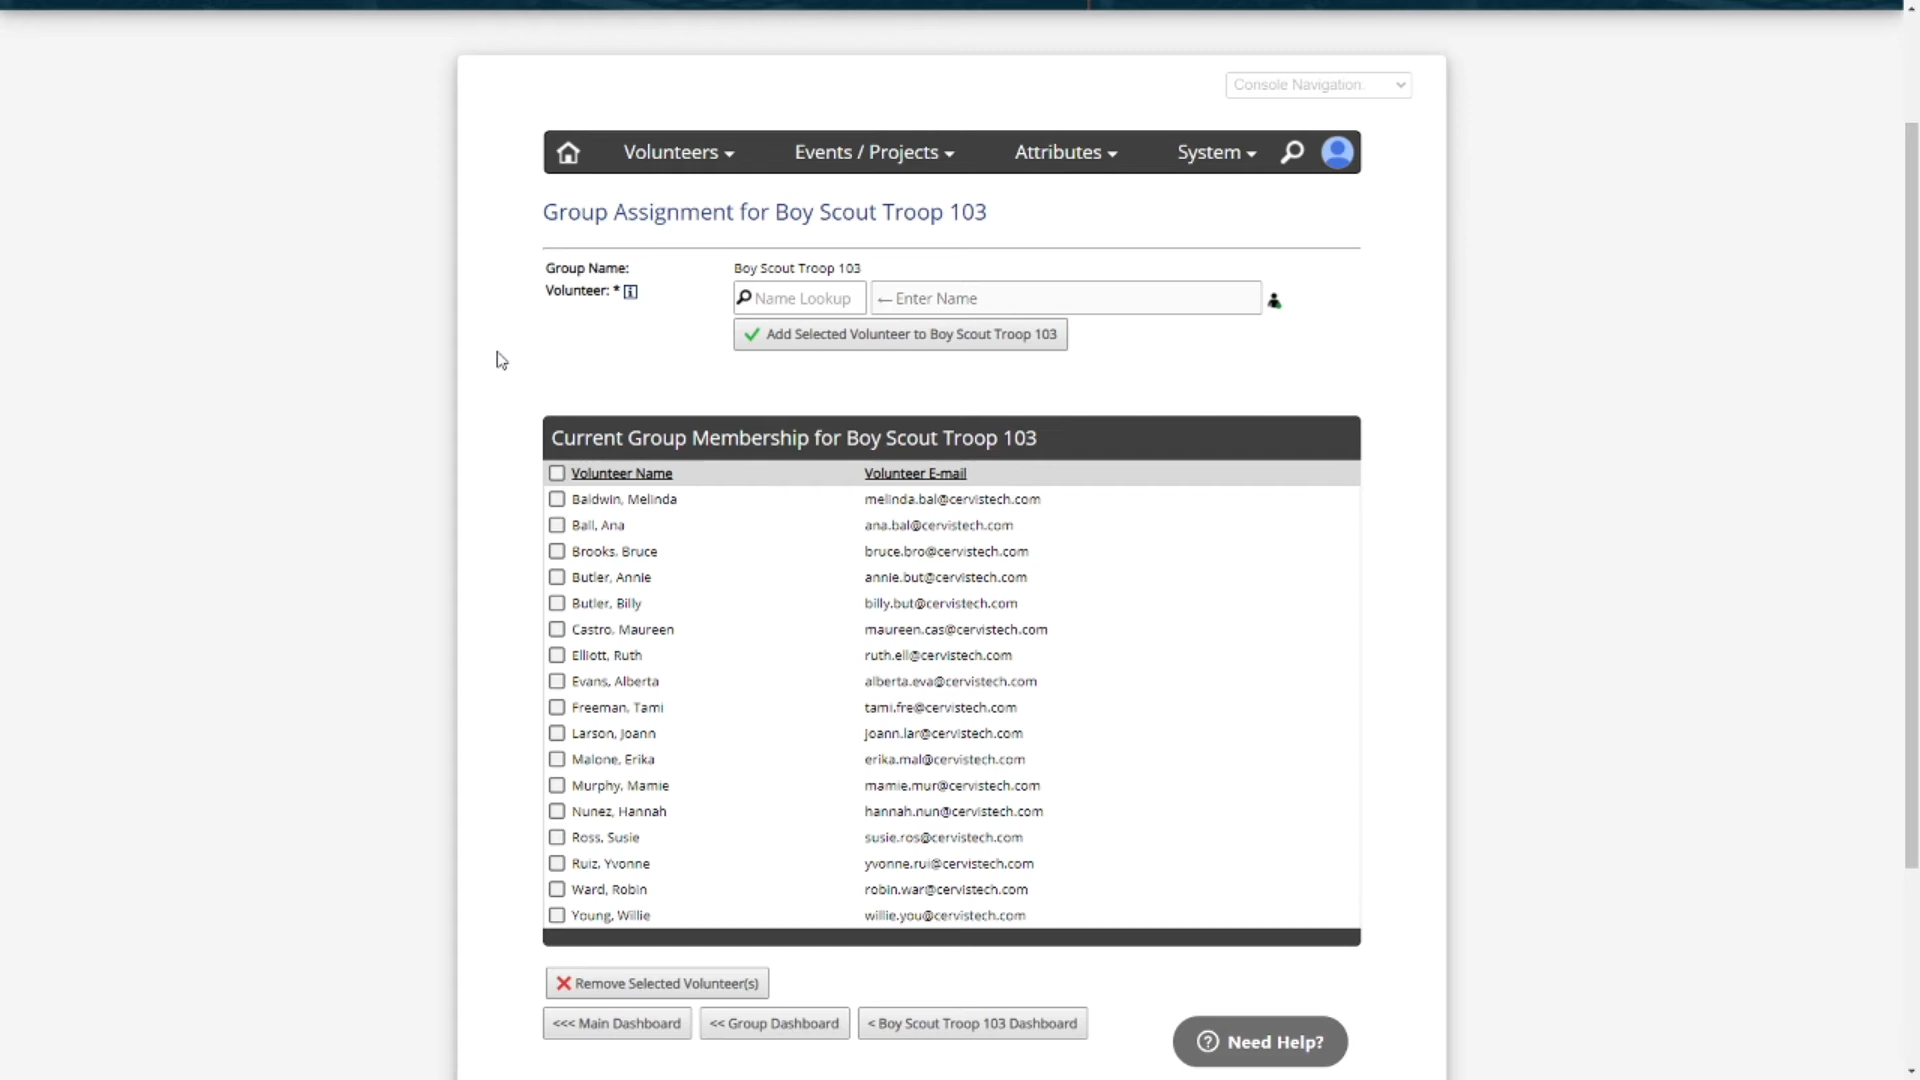 Console Navigation:
Volunteers Events / Projects Attributes System
Group Assignment for Boy Scout Troop 103
Group Name: Boy Scout Troop 103
Volunteer: * i Name Lookup ← Enter Name
Add Selected Volunteer to Boy Scout Troop 103
Current Group Membership for Boy Scout Troop 103
Volunteer Name Volunteer E-mail
Baldwin, Melinda melinda.bal@cervistech.com
Ball, Ana ana.bal@cervistech.com
Brooks, Bruce bruce.bro@cervistech.com
Butler, Annie annie.but@cervistech.com
Butler, Billy billy.but@cervistech.com
Castro, Maureen maureen.cas@cervistech.com
Elliott, Ruth ruth.ell@cervistech.com
Evans, Alberta alberta.eva@cervistech.com
Freeman, Tami tami.fre@cervistech.com
Larson, Joann joann.lar@cervistech.com
Malone, Erika erika.mal@cervistech.com
Murphy, Mamie mamie.mur@cervistech.com
Nunez, Hannah hannah.nun@cervistech.com
Ross, Susie susie.ros@cervistech.com
Ruiz, Yvonne yvonne.rui@cervistech.com
Ward, Robin robin.war@cervistech.com
Young, Willie willie.you@cervistech.com
Remove Selected Volunteer(s)
<<< Main Dashboard << Group Dashboard < Boy Scout Troop 103 Dashboard
? Need Help?